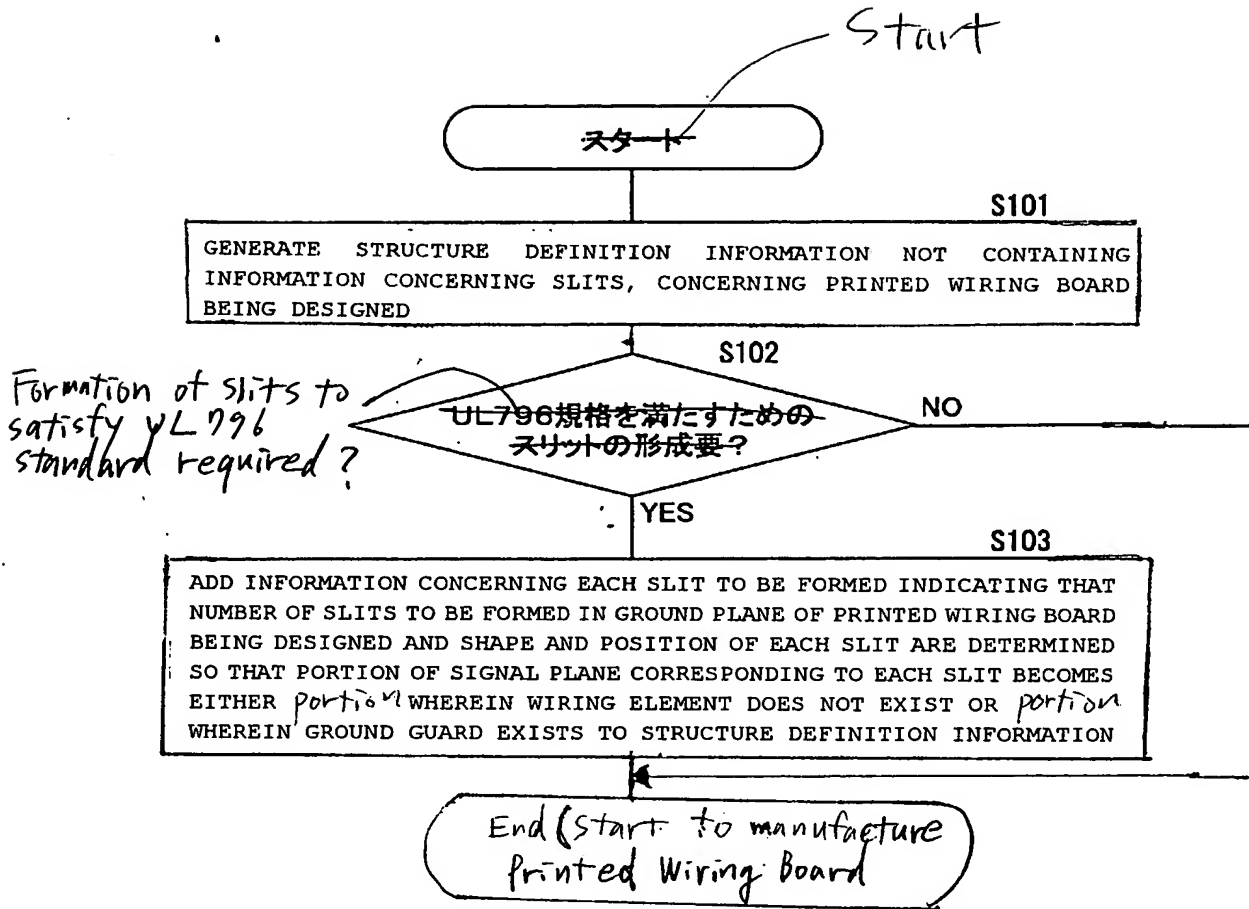 Start
スタート
S101
GENERATE STRUCTURE DEFINITION INFORMATION NOT CONTAINING
INFORMATION CONCERNING SLITS, CONCERNING PRINTED WIRING BOARD
BEING DESIGNED
S102
Formation of slits to
satisfy UL796
standard required?
UL796規格を満たすための
スリットの形成要?
NO
YES
S103
ADD INFORMATION CONCERNING EACH SLIT TO BE FORMED INDICATING THAT
NUMBER OF SLITS TO BE FORMED IN GROUND PLANE OF PRINTED WIRING BOARD
BEING DESIGNED AND SHAPE AND POSITION OF EACH SLIT ARE DETERMINED
SO THAT PORTION OF SIGNAL PLANE CORRESPONDING TO EACH SLIT BECOMES
EITHER portion WHEREIN WIRING ELEMENT DOES NOT EXIST OR portion
WHEREIN GROUND GUARD EXISTS TO STRUCTURE DEFINITION INFORMATION
End (start to manufacture
Printed Wiring Board